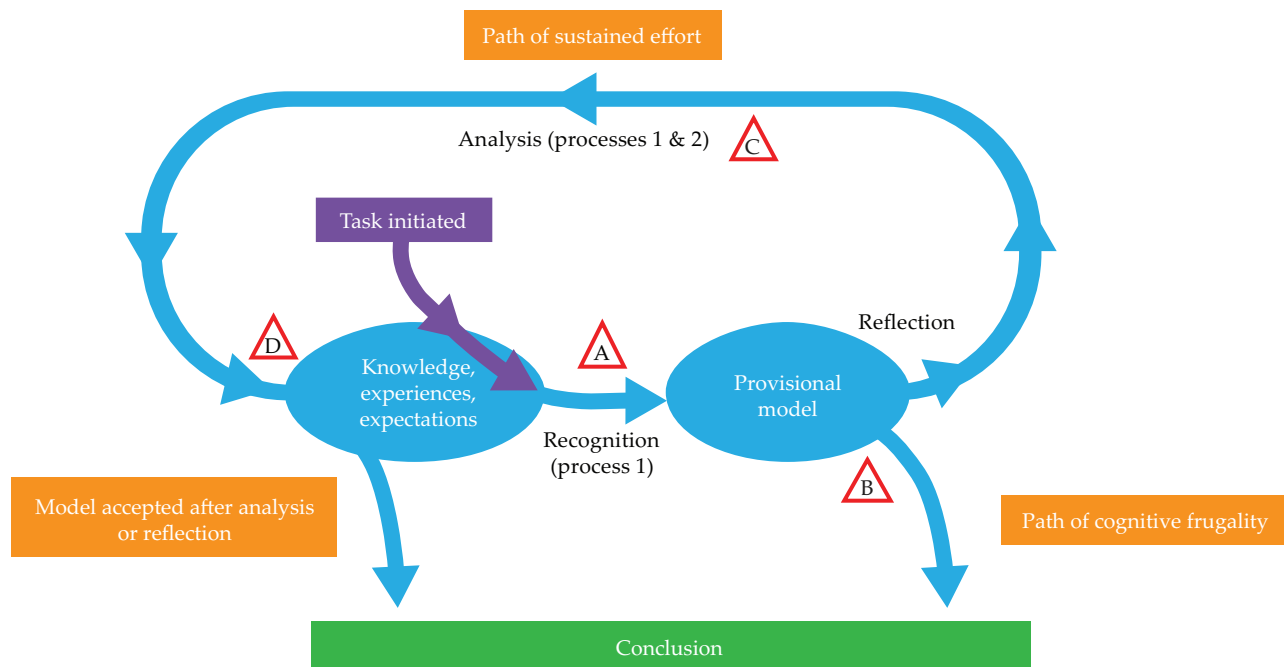 Path of sustained effort
Analysis (processes 1 & 2)
C
Task initiated
D
A
Reflection
Knowledge,
experiences,
expectations
Provisional
model
Recognition
(process 1)
B
Model accepted after analysis
or reflection
Path of cognitive frugality
Conclusion